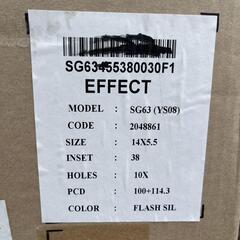 SG63455380030F1
EFFECT
MODEL : SG63 (YS08)
CODE : 2048861
SIZE : 14X5.5
INSET : 38
HOLES : 10X
PCD : 100+114.3
COLOR : FLASH SIL